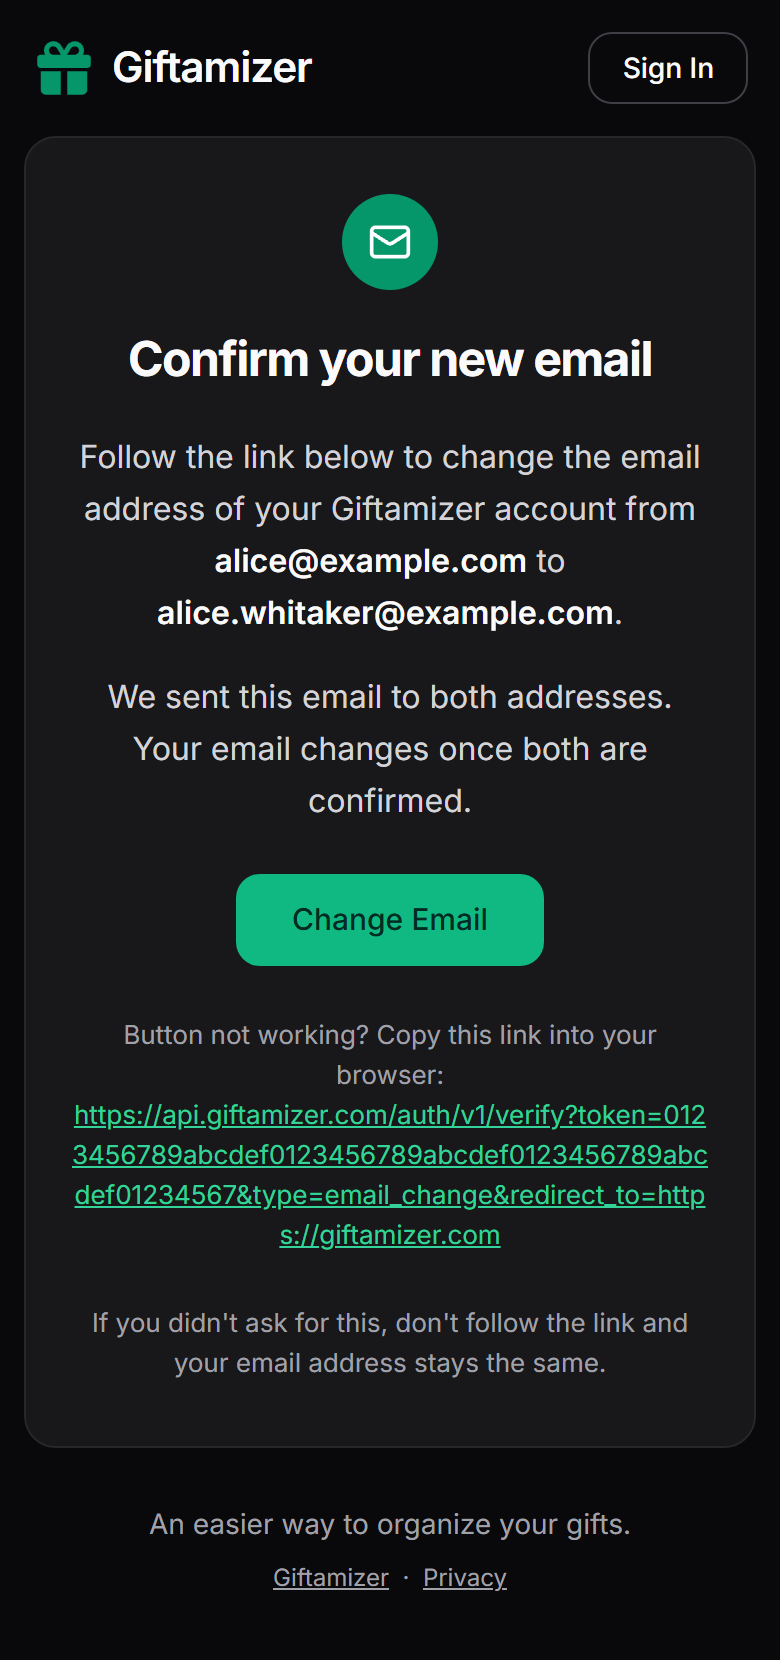 Giftamizer
Sign In
Confirm your new email
Follow the link below to change the email
address of your Giftamizer account from
alice@example.com to
alice.whitaker@example.com.
We sent this email to both addresses.
Your email changes once both are
confirmed.
Change Email
Button not working? Copy this link into your
browser:
https://api.giftamizer.com/auth/v1/verify?token=012
3456789abcdef0123456789abcdef0123456789abc
def01234567&type=email_change&redirect_to=http
s://giftamizer.com
If you didn't ask for this, don't follow the link and
your email address stays the same.
An easier way to organize your gifts.
Giftamizer · Privacy